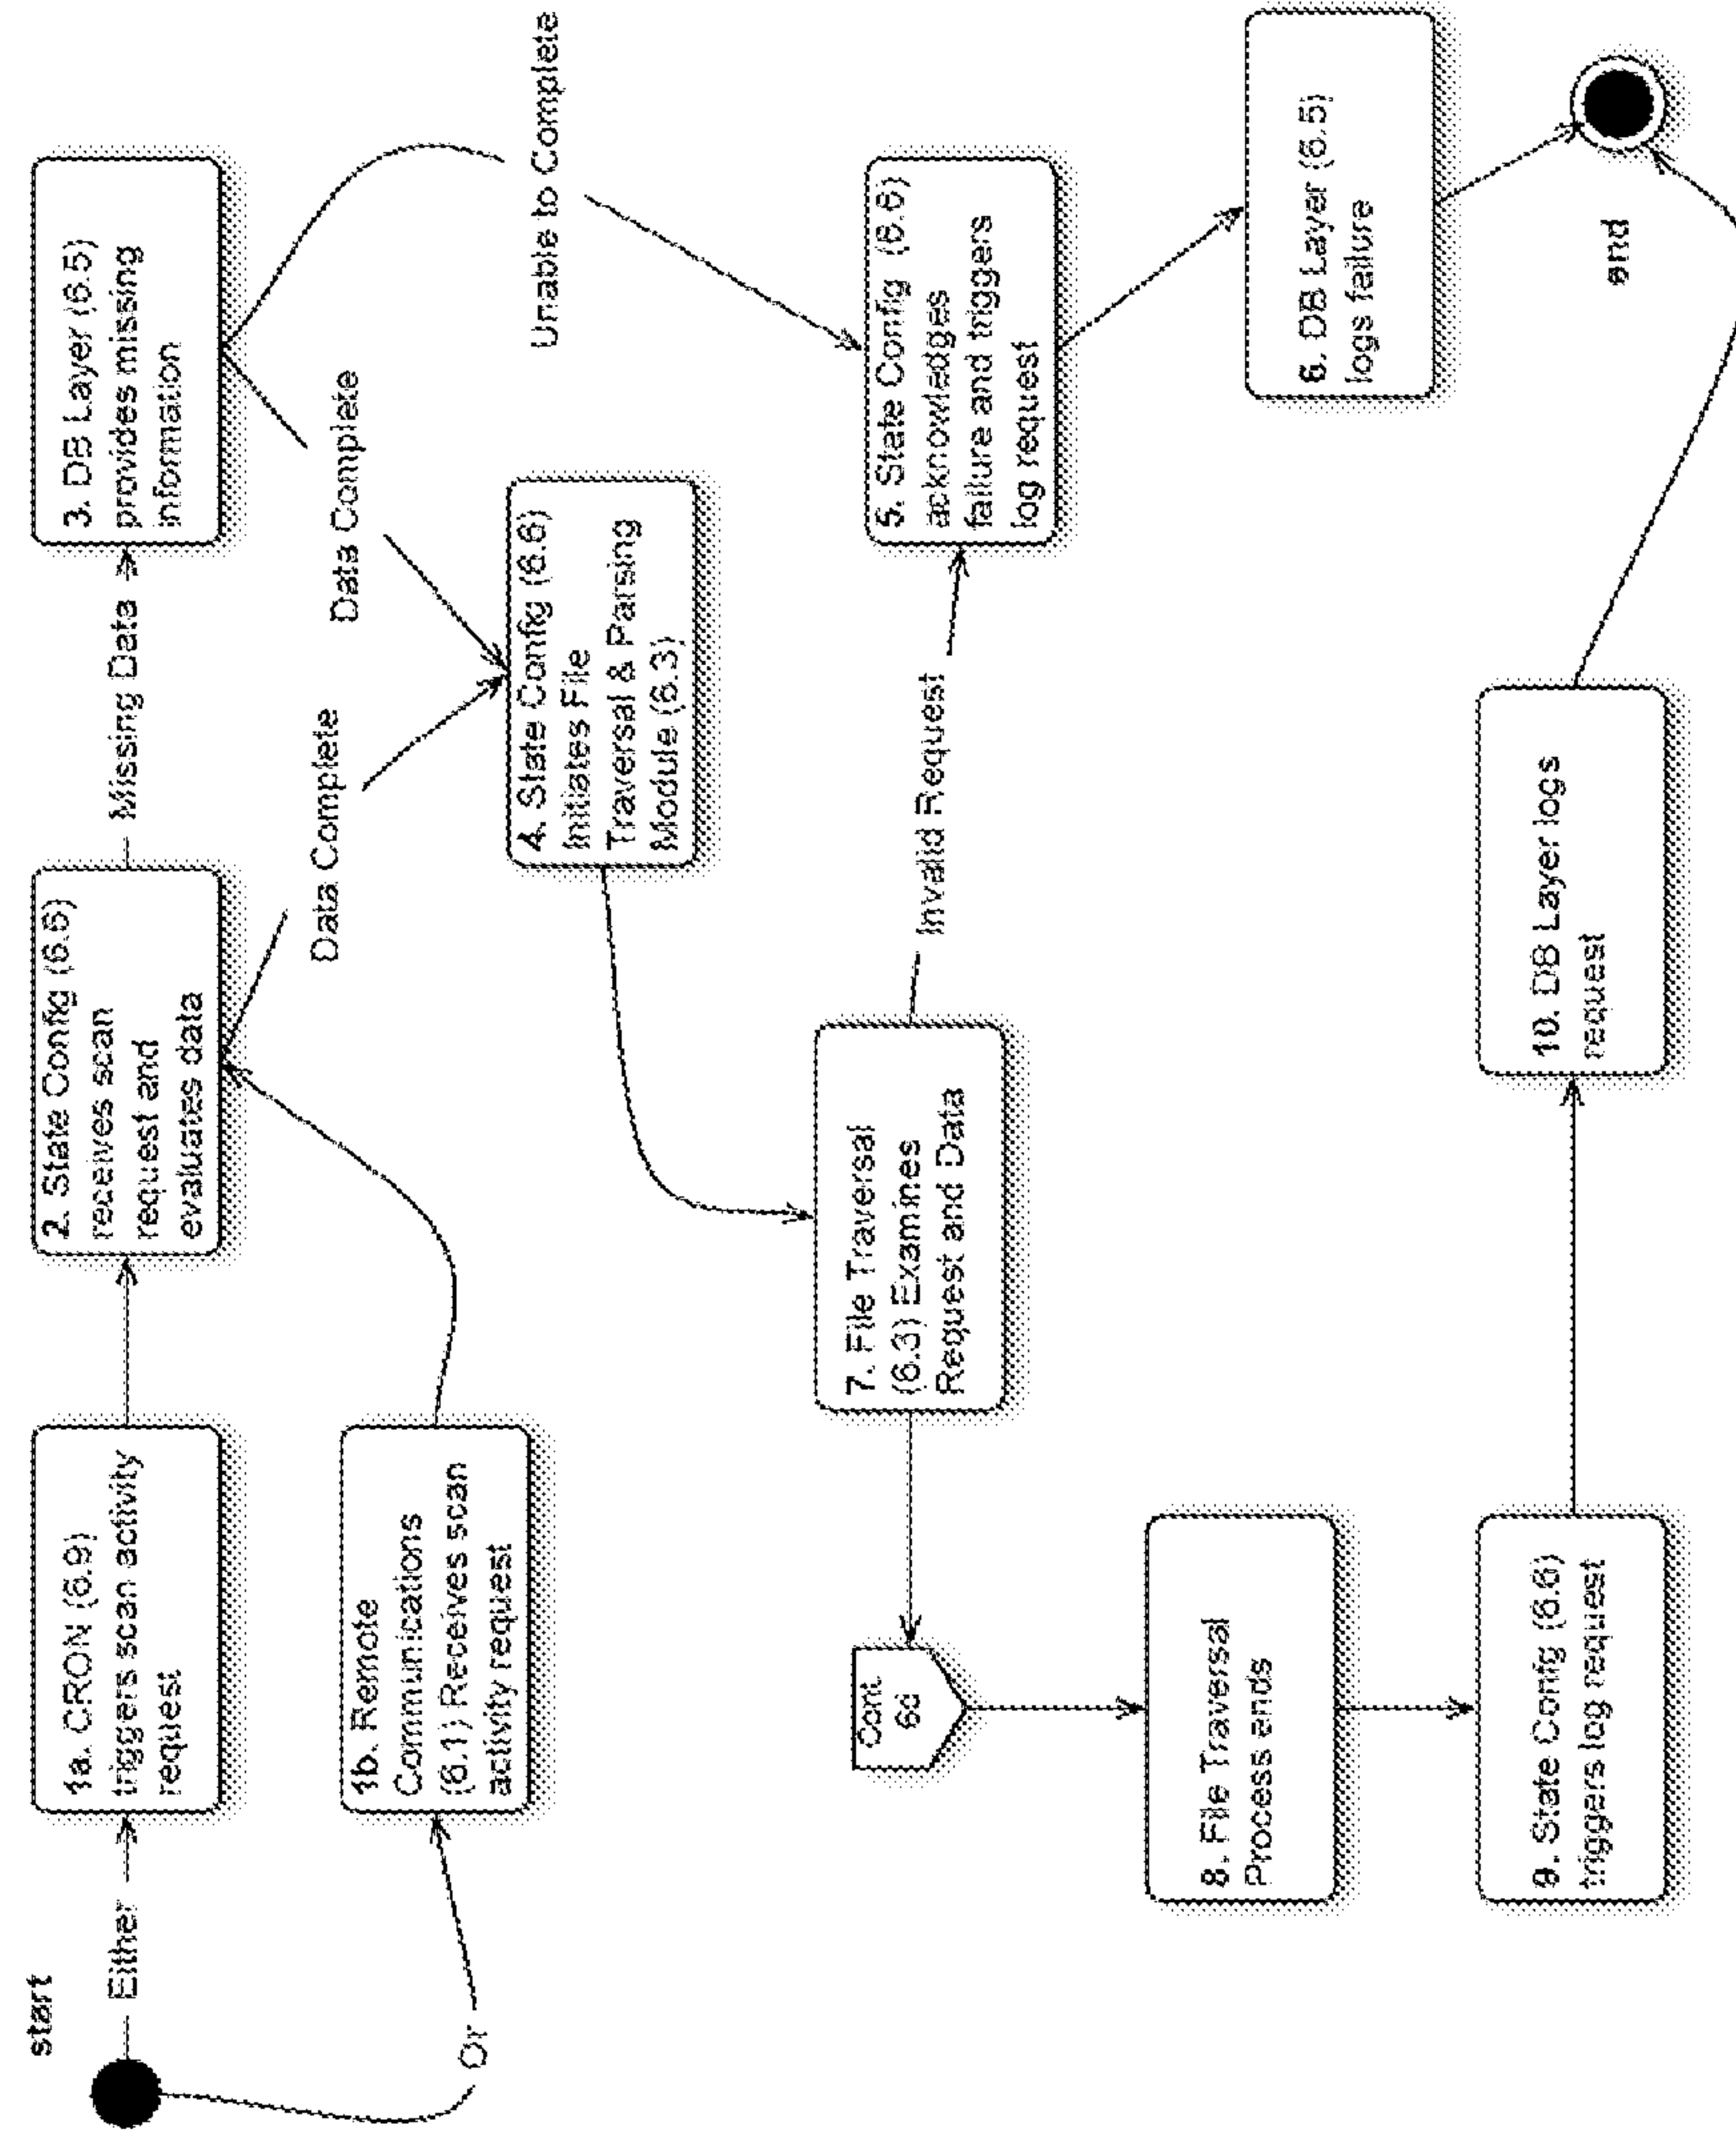 start
Either
1a. CRON (6.9)
triggers scan activity
request
2. State Config (6.6)
receives scan
request and
evaluates data
Missing Data
3. DB Layer (6.5)
provides missing
information
Or
1b. Remote
Communications
(6.1) Receives scan
activity request
Data Complete
Data Complete
Unable to Complete
4. State Config (6.6)
Initiates File
Traversal & Parsing
Module (6.3)
7. File Traversal
(6.3) Examines
Request and Data
Invalid Request
5. State Config (6.6)
acknowledges
failure and triggers
log request
Cont
6d
8. File Traversal
Process ends
6. DB Layer (6.5)
logs failure
9. State Config (6.6)
triggers log request
10. DB Layer logs
request
end